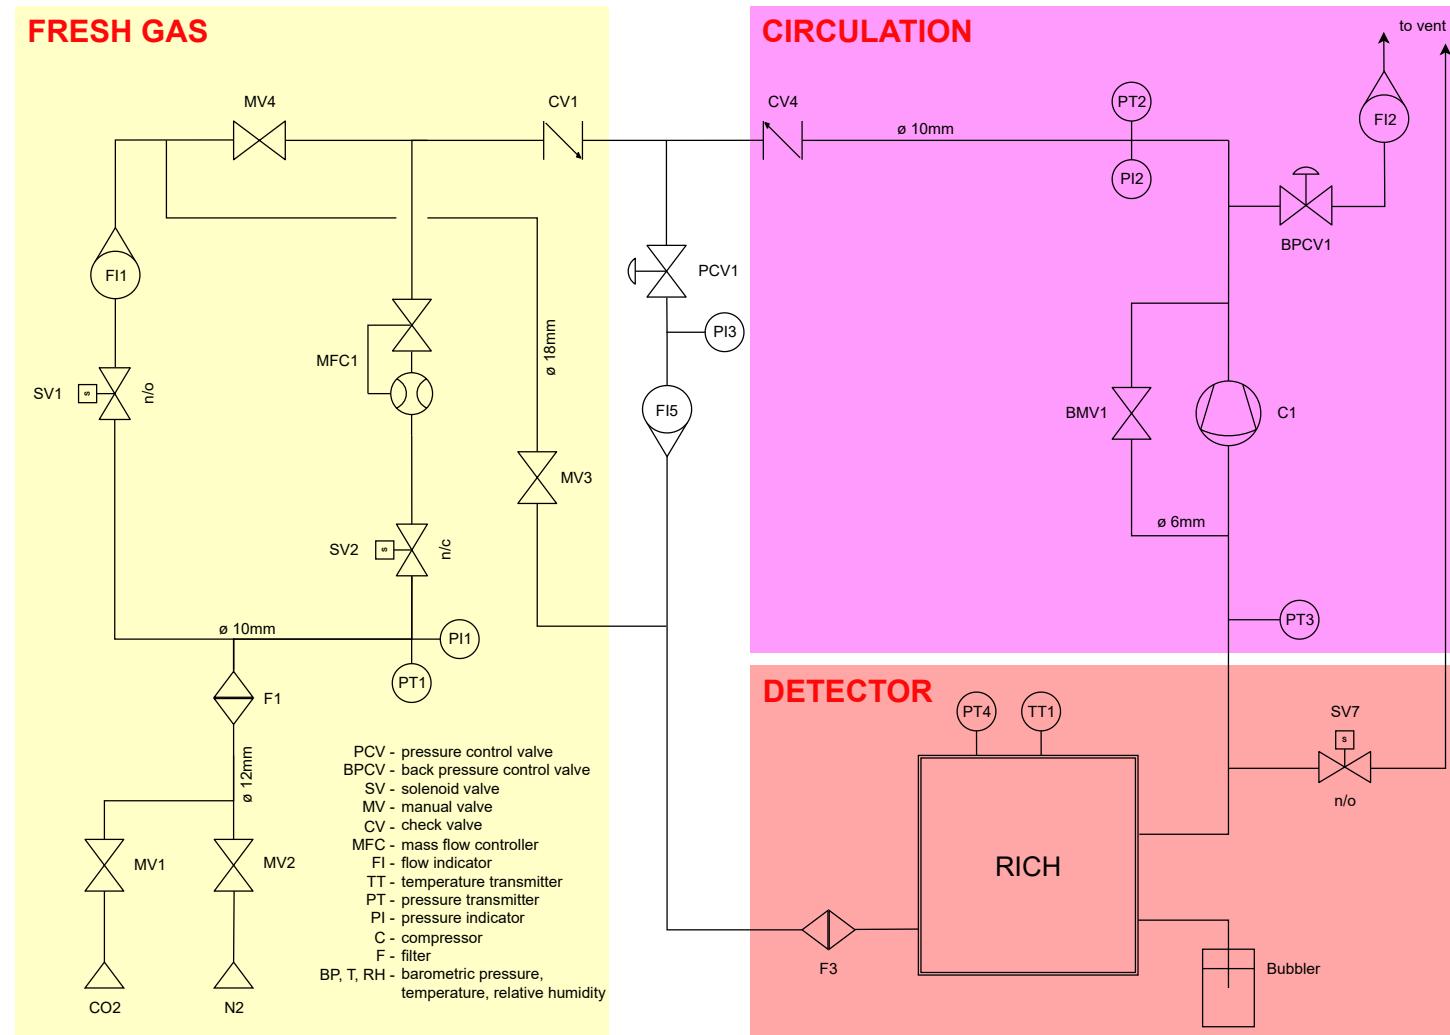 FRESH GAS
CIRCULATION
to vent
MV4
CV1
CV4
PT2
ø 10mm
FI2
PI2
BPCV1
FI1
PCV1
PI3
MFC1
ø 18mm
SV1
s
n/o
FI5
BMV1
C1
MV3
ø 6mm
SV2
s
n/c
PT3
ø 10mm
PI1
PT1
F1
DETECTOR
PT4
TT1
SV7
s
n/o
ø 12mm
PCV - pressure control valve
BPCV - back pressure control valve
SV - solenoid valve
MV - manual valve
CV - check valve
MFC - mass flow controller
FI - flow indicator
TT - temperature transmitter
PT - pressure transmitter
PI - pressure indicator
C - compressor
F - filter
BP, T, RH - barometric pressure,
temperature, relative humidity
MV1
MV2
RICH
F3
Bubbler
CO2
N2